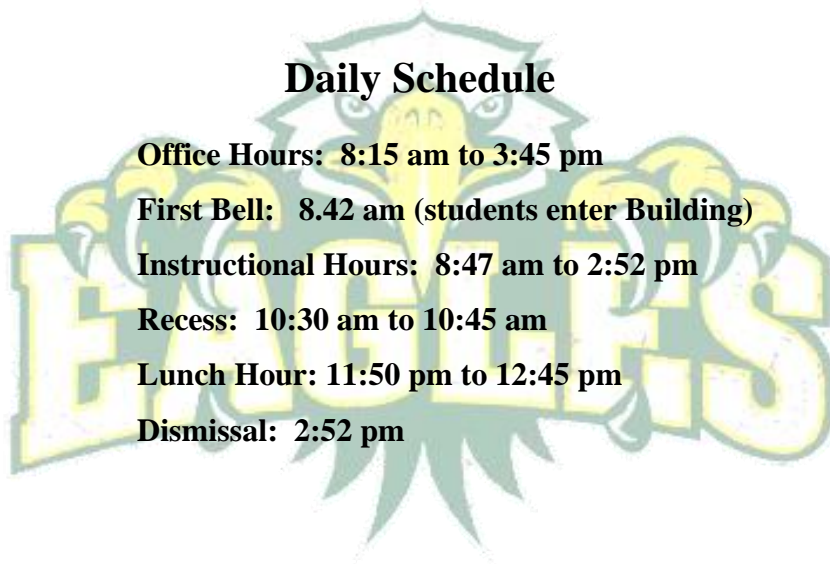 Daily Schedule
Office Hours:  8:15 am to 3:45 pm
First Bell:   8.42 am (students enter Building)
Instructional Hours:  8:47 am to 2:52 pm
Recess:  10:30 am to 10:45 am
Lunch Hour: 11:50 pm to 12:45 pm
Dismissal:  2:52 pm
EAGLES